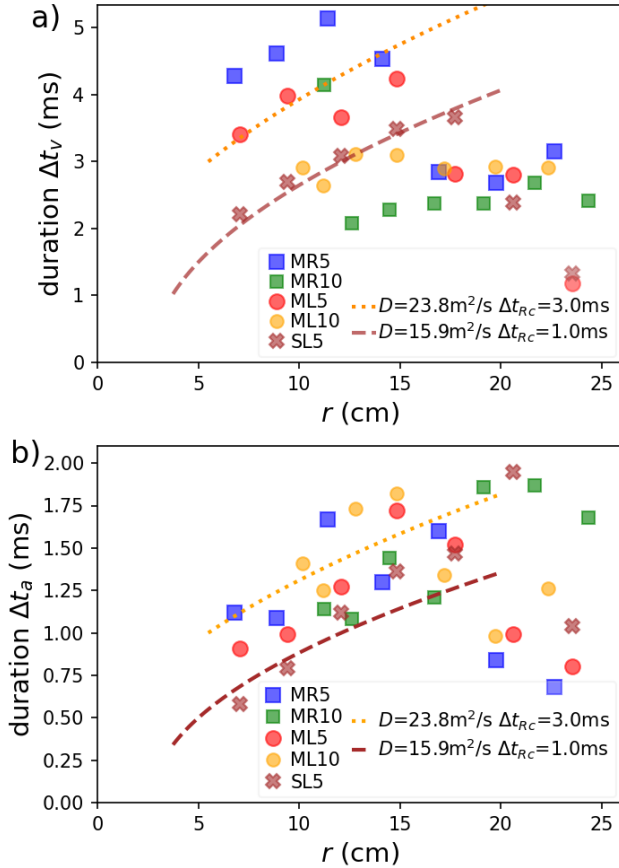 a)
duration Δt_v (ms)
5
4
3
2
1
0
MR5
MR10
ML5
ML10
SL5
D=23.8m²/s Δt_Rc=3.0ms
D=15.9m²/s Δt_Rc=1.0ms
0 5 10 15 20 25
r (cm)
b)
duration Δt_a (ms)
2.00
1.75
1.50
1.25
1.00
0.75
0.50
0.25
0.00
MR5
MR10
ML5
ML10
SL5
D=23.8m²/s Δt_Rc=3.0ms
D=15.9m²/s Δt_Rc=1.0ms
0 5 10 15 20 25
r (cm)